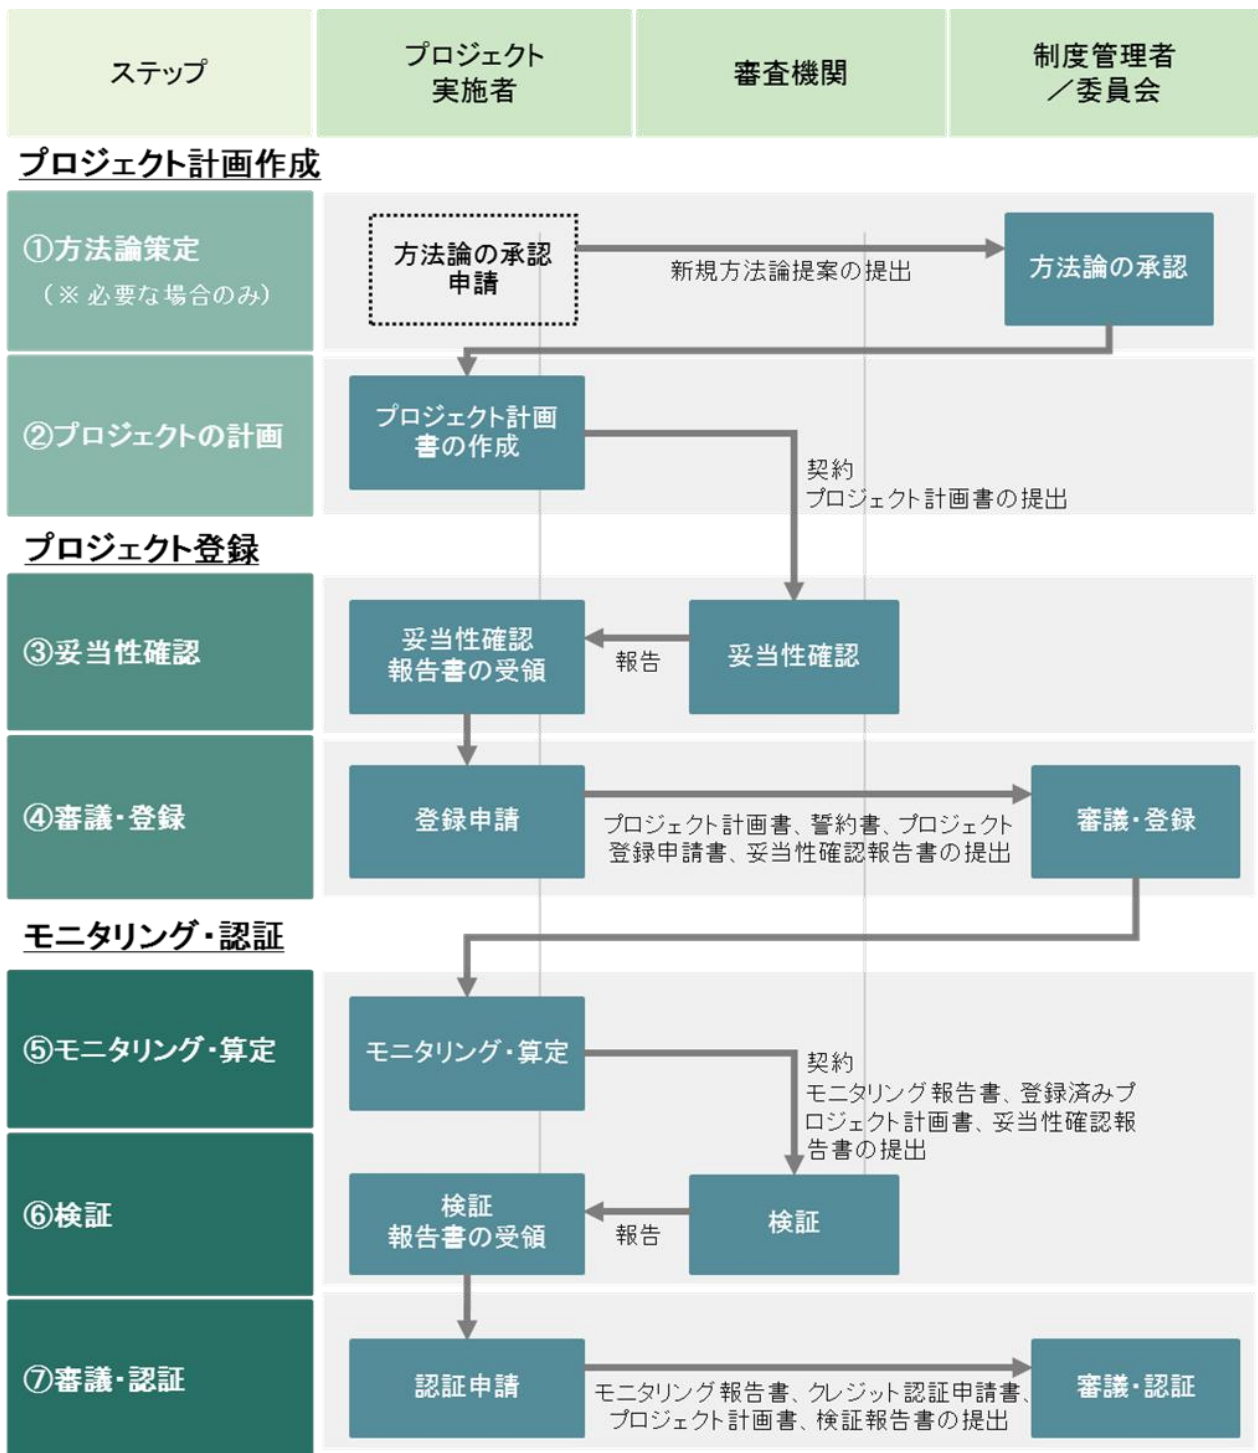 ステップ
プロジェクト
実施者
審査機関
制度管理者
／委員会
プロジェクト計画作成
①方法論策定
（※必要な場合のみ）
方法論の承認
申請
新規方法論提案の提出
方法論の承認
②プロジェクトの計画
プロジェクト計画
書の作成
契約
プロジェクト計画書の提出
プロジェクト登録
③妥当性確認
妥当性確認
報告書の受領
報告
妥当性確認
④審議・登録
登録申請
プロジェクト計画書、誓約書、プロジェクト
登録申請書、妥当性確認報告書の提出
審議・登録
モニタリング・認証
⑤モニタリング・算定
モニタリング・算定
契約
モニタリング報告書、登録済みプ
ロジェクト計画書、妥当性確認報
告書の提出
⑥検証
検証
報告書の受領
報告
検証
⑦審議・認証
認証申請
モニタリング報告書、クレジット認証申請書、
プロジェクト計画書、検証報告書の提出
審議・認証